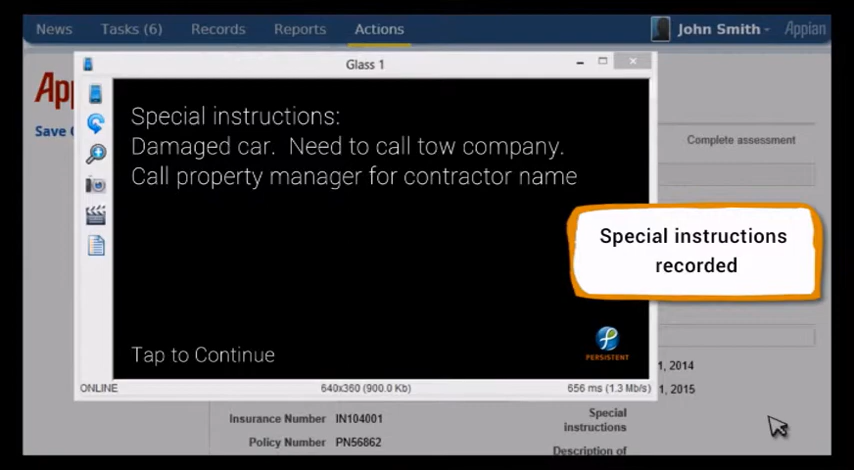 News Tasks (6) Records Reports Actions John Smith Appian
Glass 1
App
Save
Complete assessment
Special instructions:
Damaged car. Need to call tow company.
Call property manager for contractor name
Special instructions
recorded
Tap to Continue
PERSISTENT
1, 2014
ONLINE 640x360 (900.0 Kb) 656 ms (1.3 Mb/s)
1, 2015
Insurance Number IN104001
Special
instructions
Policy Number PN56862
Description of